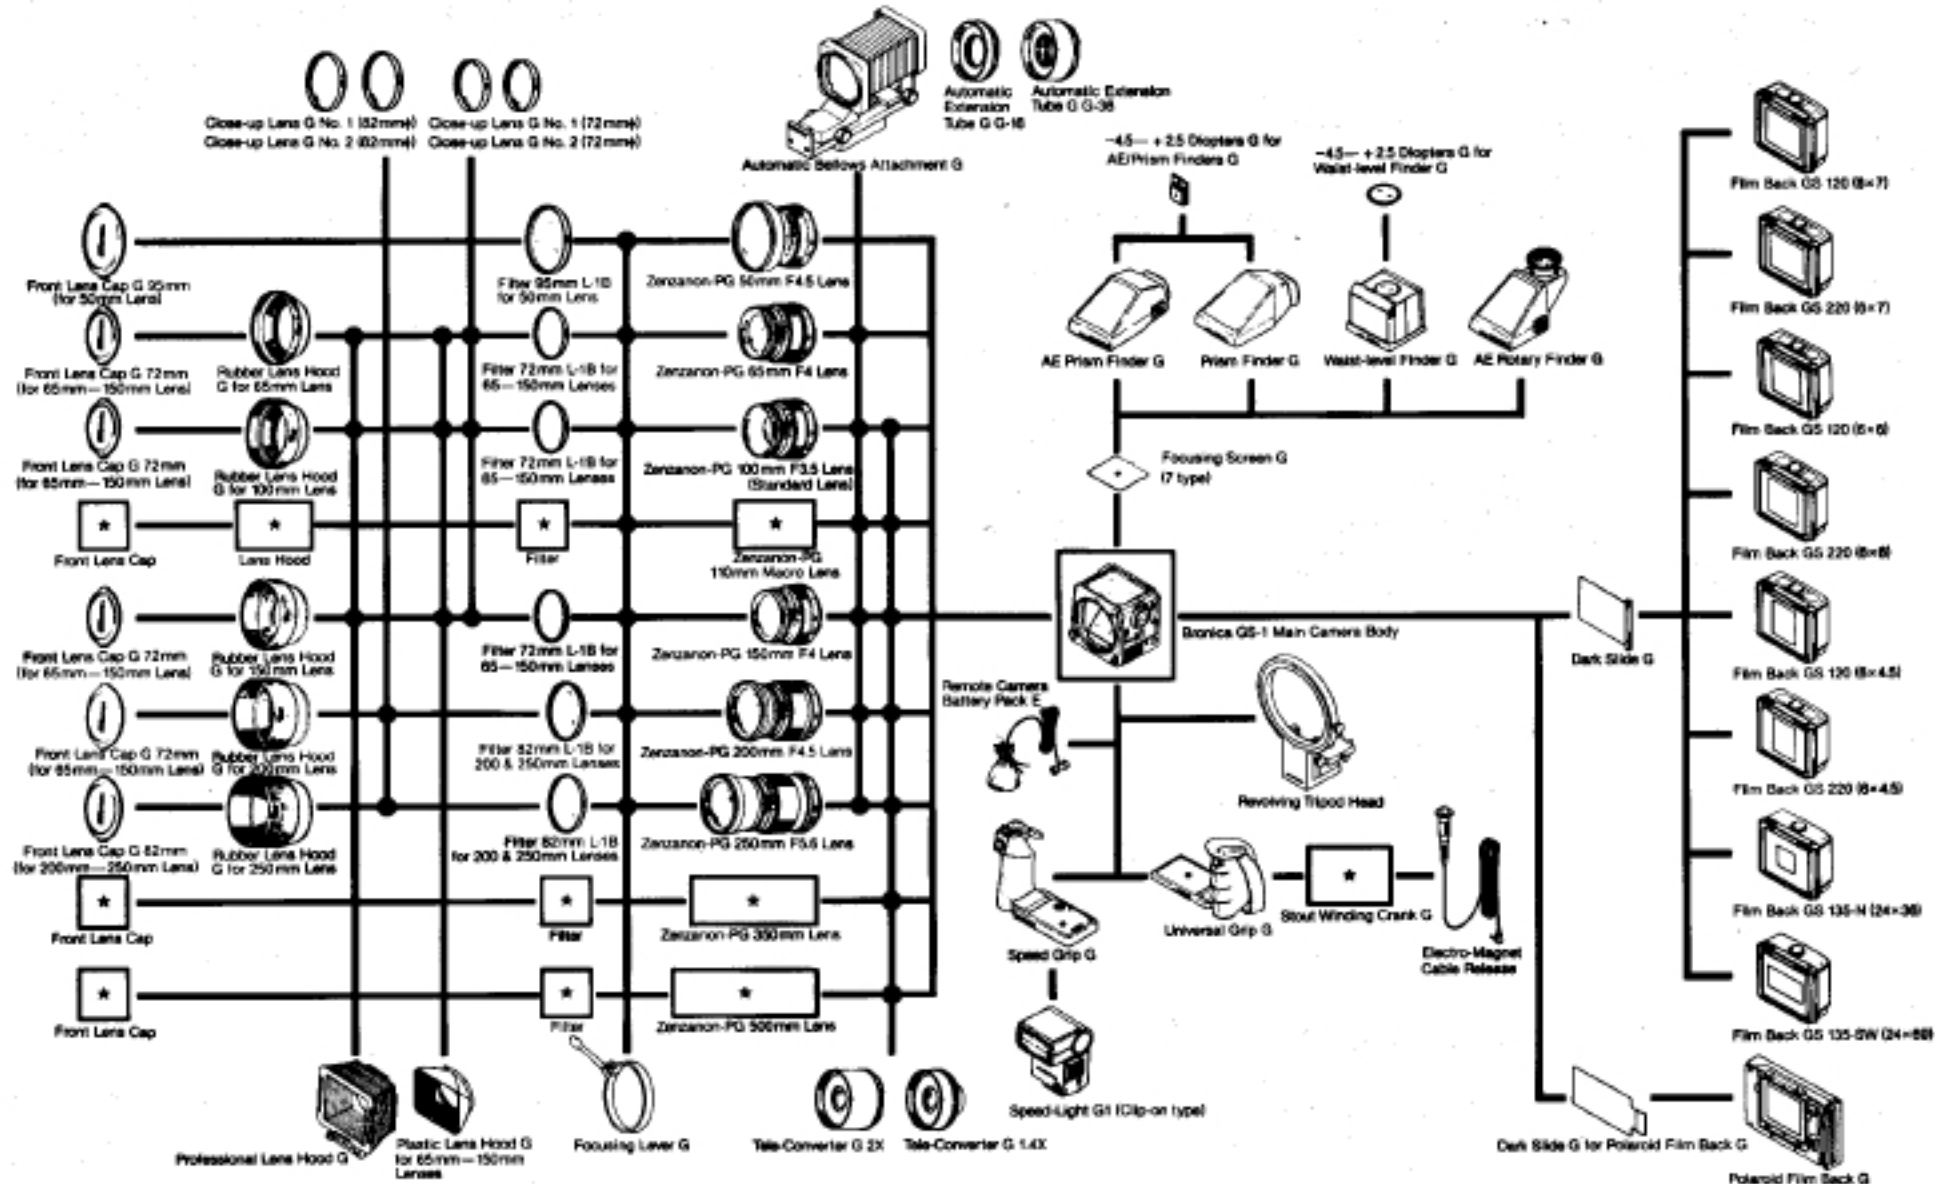 Close-up Lens G No. 1 (82mmφ)
Close-up Lens G No. 2 (82mmφ)
Close-up Lens G No. 1 (72mmφ)
Close-up Lens G No. 2 (72mmφ)
Automatic Bellows Attachment G
Automatic
Extension
Tube G G-18
Automatic Extension
Tube G G-36
-4.5— +2.5 Diopters G for
AE/Prism Finders G
-4.5— +2.5 Diopters G for
Waist-level Finder G
Film Back GS 120 (6×7)
Front Lens Cap G 95mm
(for 50mm Lens)
Filter 95mm L-1B
for 50mm Lens
Zenzanon-PG 50mm F4.5 Lens
Film Back GS 220 (6×7)
Front Lens Cap G 72mm
(for 65mm—150mm Lens)
Rubber Lens Hood
G for 65mm Lens
Filter 72mm L-1B for
65—150mm Lenses
Zenzanon-PG 65mm F4 Lens
AE Prism Finder G
Prism Finder G
Waist-level Finder G
AE Rotary Finder G
Film Back GS 120 (6×6)
Front Lens Cap G 72mm
(for 65mm—150mm Lens)
Rubber Lens Hood
G for 100mm Lens
Filter 72mm L-1B for
65—150mm Lenses
Zenzanon-PG 100mm F3.5 Lens
(Standard Lens)
Focusing Screen G
(7 type)
Film Back GS 220 (6×6)
Front Lens Cap
Lens Hood
Filter
Zenzanon-PG
110mm Macro Lens
Bronica GS-1 Main Camera Body
Dark Slide G
Film Back GS 120 (6×4.5)
Front Lens Cap G 72mm
(for 65mm—150mm Lens)
Rubber Lens Hood
G for 150mm Lens
Filter 72mm L-1B for
65—150mm Lenses
Zenzanon-PG 150mm F4 Lens
Remote Camera
Battery Pack E
Front Lens Cap G 72mm
(for 65mm—150mm Lens)
Rubber Lens Hood
G for 200mm Lens
Filter 82mm L-1B for
200 & 250mm Lenses
Zenzanon-PG 200mm F4.5 Lens
Revolving Tripod Head
Film Back GS 220 (6×4.5)
Front Lens Cap G 82mm
(for 200mm—250mm Lens)
Rubber Lens Hood
G for 250mm Lens
Filter 82mm L-1B
for 200 & 250mm Lenses
Zenzanon-PG 250mm F5.6 Lens
Film Back GS 135-N (24×36)
Front Lens Cap
Filter
Zenzanon-PG 350mm Lens
Speed Grip G
Universal Grip G
Stout Winding Crank G
Electro-Magnet
Cable Release
Front Lens Cap
Filter
Zenzanon-PG 500mm Lens
Film Back GS 135-SW
Speed-Light G1 (Clip-on type)
Professional Lens Hood G
Plastic Lens Hood G
for 65mm—150mm
Lenses
Focusing Lever G
Tele-Converter G 2X
Tele-Converter G 1.4X
Dark Slide G for Polaroid Film Back G
Polaroid Film Back G